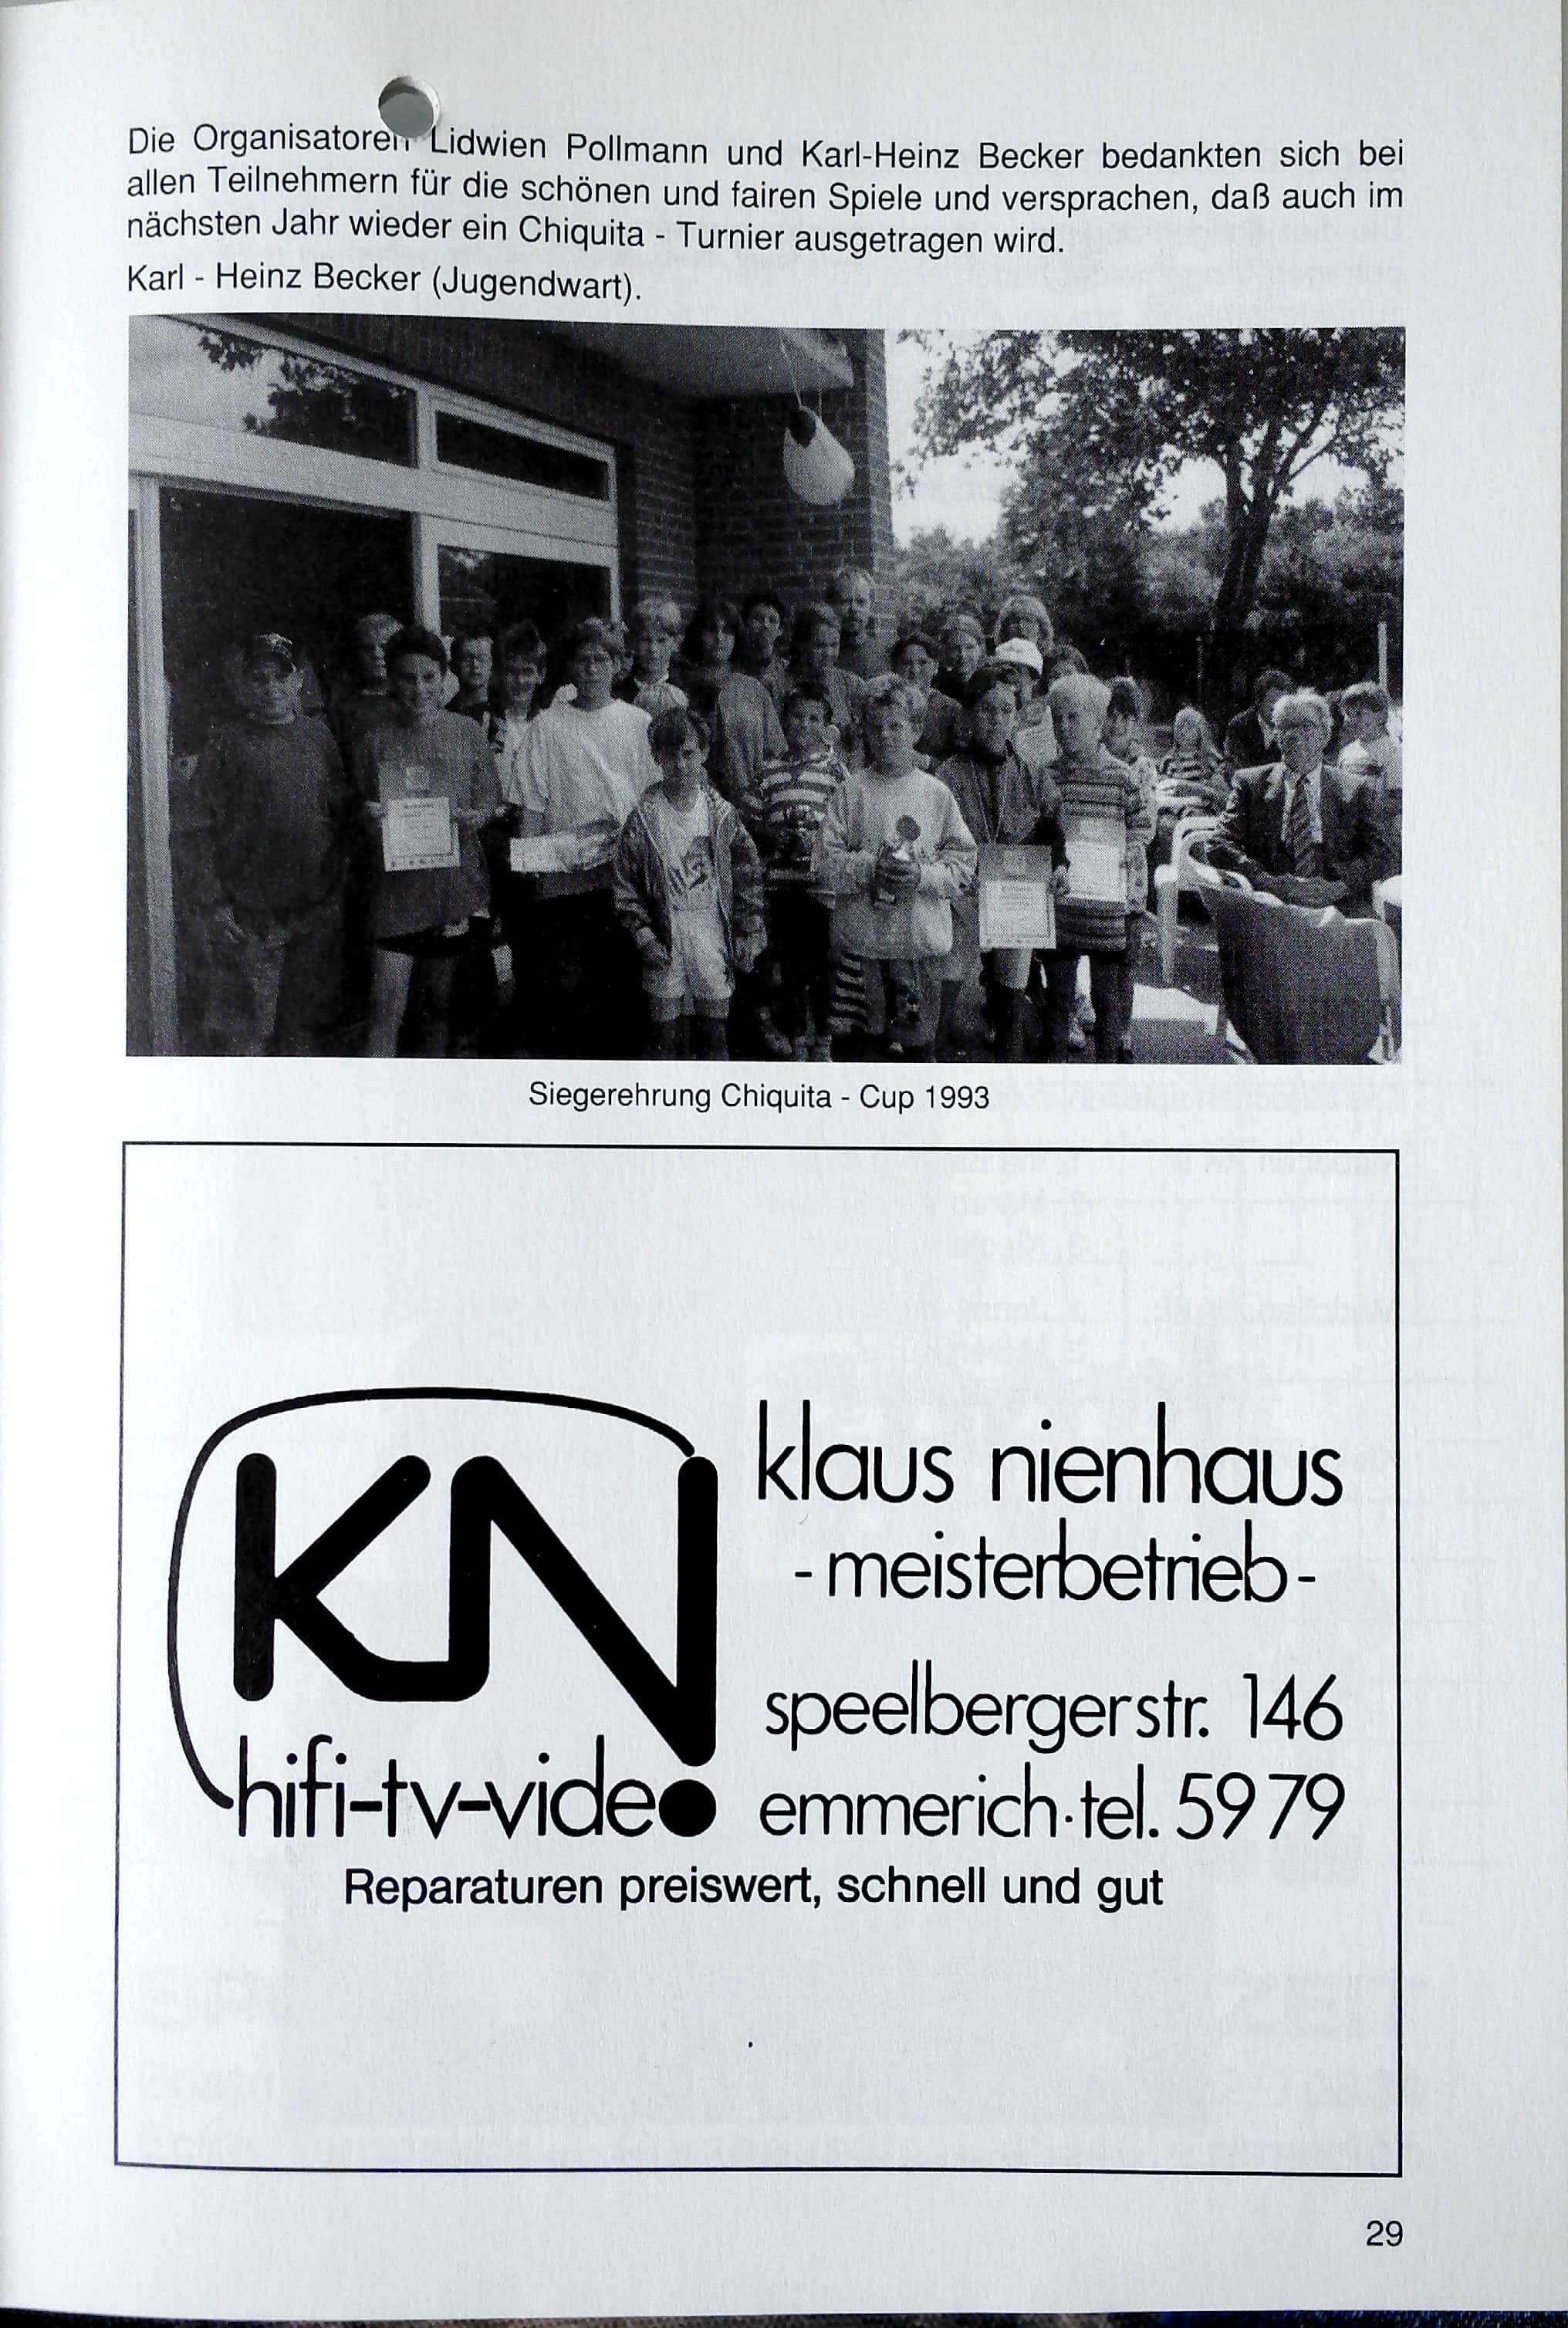 Die Organisatoren Lidwien Pollmann und Karl-Heinz Becker bedankten sich bei
allen Teilnehmern für die schönen und fairen Spiele und versprachen, daß auch im
nächsten Jahr wieder ein Chiquita - Turnier ausgetragen wird.
Karl - Heinz Becker (Jugendwart).
Siegerehrung Chiquita - Cup 1993
KN
hifi-tv-video
klaus nienhaus
- meisterbetrieb -
speelbergerstr. 146
emmerich·tel. 5979
Reparaturen preiswert, schnell und gut
29